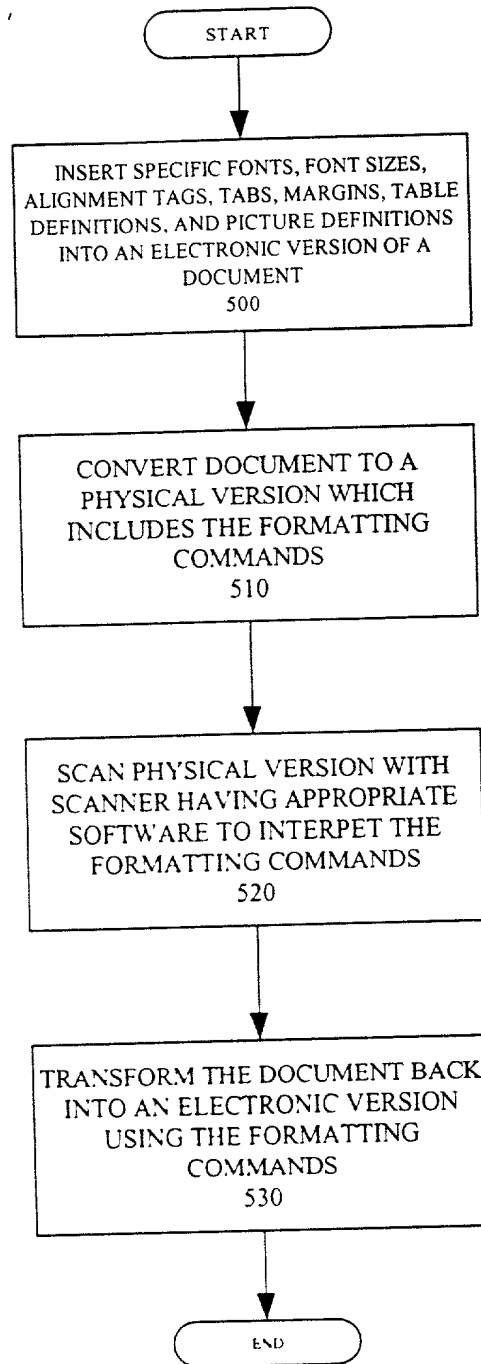 START
INSERT SPECIFIC FONTS, FONT SIZES,
ALIGNMENT TAGS, TABS, MARGINS, TABLE
DEFINITIONS, AND PICTURE DEFINITIONS
INTO AN ELECTRONIC VERSION OF A
DOCUMENT
500
CONVERT DOCUMENT TO A
PHYSICAL VERSION WHICH
INCLUDES THE FORMATTING
COMMANDS
510
SCAN PHYSICAL VERSION WITH
SCANNER HAVING APPROPRIATE
SOFTWARE TO INTERPET THE
FORMATTING COMMANDS
520
TRANSFORM THE DOCUMENT BACK
INTO AN ELECTRONIC VERSION
USING THE FORMATTING
COMMANDS
530
END